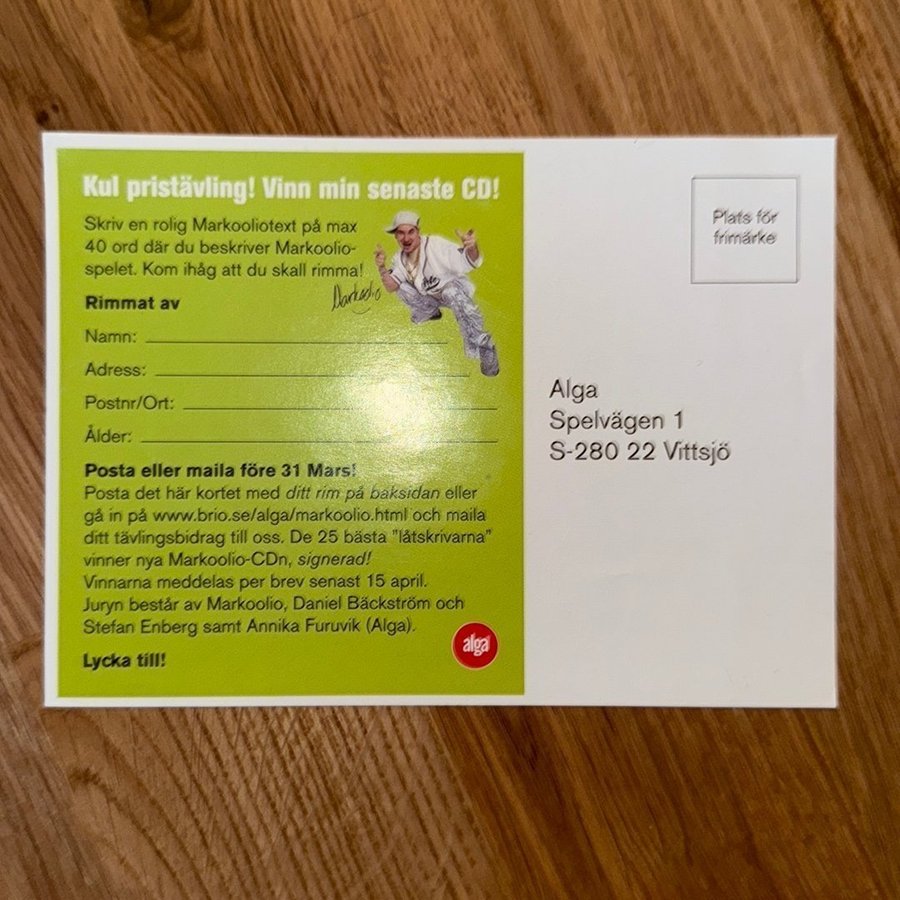 Kul pristävling! Vinn min senaste CD!
Skriv en rolig Markooliotext på max
40 ord där du beskriver Markoolio-
spelet. Kom ihåg att du skall rimma!
Markoolio
Rimmat av
Namn:
Adress:
Postnr/Ort:
Ålder:
Posta eller maila före 31 Mars!
Posta det här kortet med ditt rim på baksidan eller
gå in på www.brio.se/alga/markoolio.html och maila
ditt tävlingsbidrag till oss. De 25 bästa ”låtskrivarna”
vinner nya Markoolio-CDn, signerad!
Vinnarna meddelas per brev senast 15 april.
Juryn består av Markoolio, Daniel Bäckström och
Stefan Enberg samt Annika Furuvik (Alga).
Lycka till!
alga
Plats för
frimärke
Alga
Spelvägen 1
S-280 22 Vittsjö